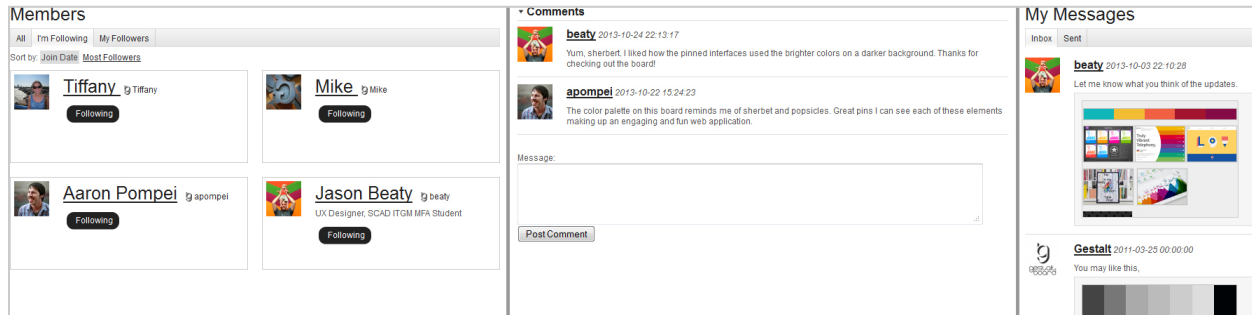 Members
All I'm Following My Followers
Sort by: Join Date Most Followers
Tiffany Tiffany
Following
Mike Mike
Following
Aaron Pompei apompei
Following
Jason Beaty beaty
UX Designer, SCAD ITGM MFA Student
Following
Comments
beaty 2013-10-24 22:13:17
Yum, sherbert. I liked how the pinned interfaces used the brighter colors on a darker background. Thanks for
checking out the board!
apompei 2013-10-22 15:24:23
The color palette on this board reminds me of sherbet and popsicles. Great pins I can see each of these elements
making up an engaging and fun web application.
Message:
Post Comment
My Messages
Inbox Sent
beaty 2013-10-03 22:10:28
Let me know what you think of the updates.
Truly
Vibrant
Telephony.
Gestalt 2011-03-25 00:00:00
gestalt
board
You may like this,